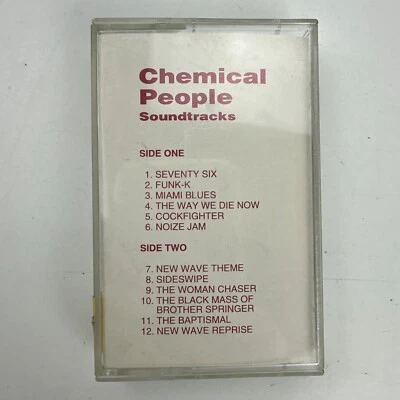 Chemical
People
Soundtracks
SIDE ONE
1. SEVENTY SIX
2. FUNK-K
3. MIAMI BLUES
4. THE WAY WE DIE NOW
5. COCKFIGHTER
6. NOIZE JAM
SIDE TWO
7. NEW WAVE THEME
8. SIDESWIPE
9. THE WOMAN CHASER
10. THE BLACK MASS OF
BROTHER SPRINGER
11. THE BAPTISMAL
12. NEW WAVE REPRISE